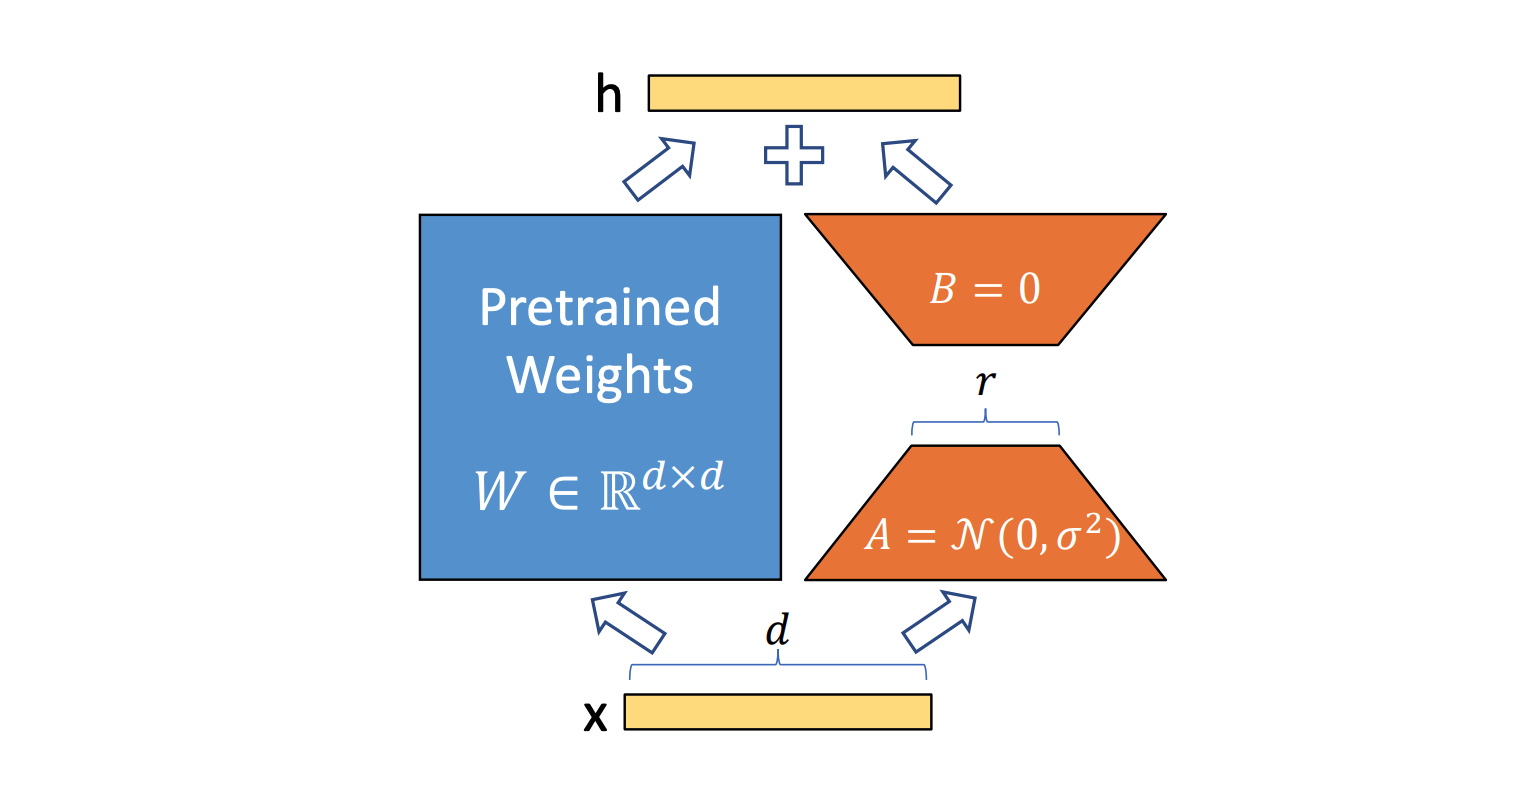 h
Pretrained
Weights
W ∈ ℝ^{d×d}
B = 0
r
A = 𝒩(0, σ²)
d
x